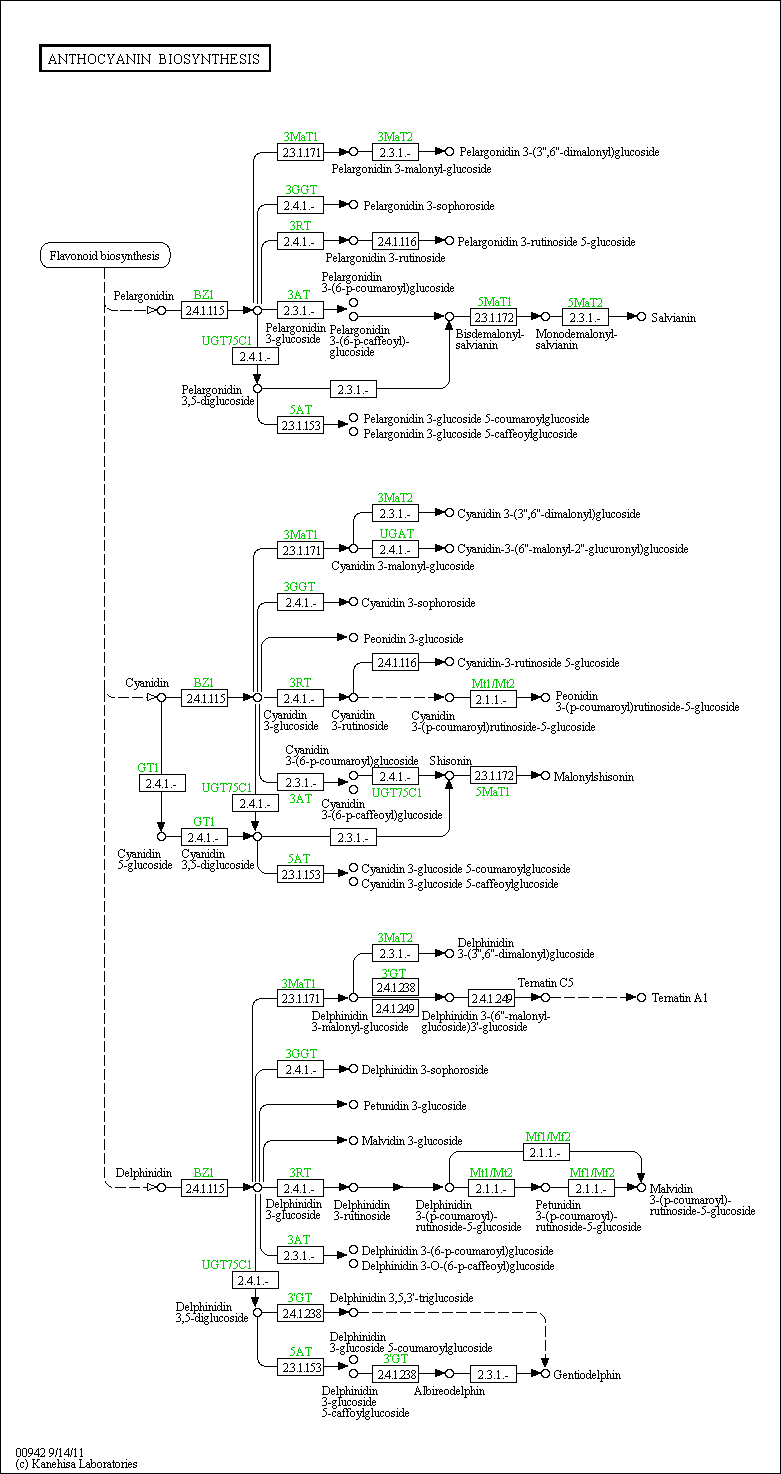 ANTHOCYANIN BIOSYNTHESIS
3MaT1
3MaT2
2.3.1.171
2.3.1.-
Pelargonidin 3-(3",6"-dimalonyl)glucoside
Pelargonidin 3-malonyl-glucoside
3GGT
2.4.1.-
Pelargonidin 3-sophoroside
3RT
2.4.1.-
2.4.1.116
Pelargonidin 3-rutinoside 5-glucoside
Pelargonidin 3-rutinoside
Flavonoid biosynthesis
Pelargonidin
3-(6-p-coumaroyl)glucoside
Pelargonidin
BZ1
2.4.1.115
3AT
2.3.1.-
5MaT1
2.3.1.172
5MaT2
2.3.1.-
Salvianin
Pelargonidin
3-glucoside
Pelargonidin
3-(6-p-caffeoyl)-
glucoside
Bisdemalonyl-
salvianin
Monodemalonyl-
salvianin
UGT75C1
2.4.1.-
Pelargonidin
3,5-diglucoside
2.3.1.-
5AT
2.3.1.153
Pelargonidin 3-glucoside 5-coumaroylglucoside
Pelargonidin 3-glucoside 5-caffeoylglucoside
3MaT2
2.3.1.-
Cyanidin 3-(3",6"-dimalonyl)glucoside
3MaT1
2.3.1.171
UGAT
2.4.1.-
Cyanidin-3-(6"-malonyl-2"-glucuronyl)glucoside
Cyanidin 3-malonyl-glucoside
3GGT
2.4.1.-
Cyanidin 3-sophoroside
Peonidin 3-glucoside
2.4.1.116
Cyanidin-3-rutinoside 5-glucoside
Cyanidin
BZ1
2.4.1.115
3RT
2.4.1.-
Mt1/Mt2
2.1.1.-
Peonidin
3-(p-coumaroyl)rutinoside-5-glucoside
Cyanidin
3-glucoside
Cyanidin
3-rutinoside
Cyanidin
3-(p-coumaroyl)rutinoside-5-glucoside
Cyanidin
3-(6-p-coumaroyl)glucoside
Shisonin
GT1
2.4.1.-
UGT75C1
2.4.1.-
2.3.1.-
3AT
2.4.1.-
UGT75C1
2.3.1.172
5MaT1
Malonylshisonin
Cyanidin
3-(6-p-caffeoyl)glucoside
GT1
2.4.1.-
2.3.1.-
Cyanidin
5-glucoside
Cyanidin
3,5-diglucoside
5AT
2.3.1.153
Cyanidin 3-glucoside 5-coumaroylglucoside
Cyanidin 3-glucoside 5-caffeoylglucoside
3MaT2
2.3.1.-
Delphinidin
3-(3",6"-dimalonyl)glucoside
3MaT1
2.3.1.171
3'GT
2.4.1.238
2.4.1.249
2.4.1.249
Ternatin C5
Ternatin A1
Delphinidin
3-malonyl-glucoside
Delphinidin 3-(6"-malonyl-
glucoside)3'-glucoside
3GGT
2.4.1.-
Delphinidin 3-sophoroside
Petunidin 3-glucoside
Malvidin 3-glucoside
Mf1/Mf2
2.1.1.-
Delphinidin
BZ1
2.4.1.115
3RT
2.4.1.-
Mt1/Mt2
2.1.1.-
Mf1/Mf2
2.1.1.-
Malvidin
3-(p-coumaroyl)-
rutinoside-5-glucoside
Delphinidin
3-glucoside
Delphinidin
3-rutinoside
Delphinidin
3-(p-coumaroyl)-
rutinoside-5-glucoside
Petunidin
3-(p-coumaroyl)-
rutinoside-5-glucoside
3AT
2.3.1.-
Delphinidin 3-(6-p-coumaroyl)glucoside
Delphinidin 3-O-(6-p-caffeoyl)glucoside
UGT75C1
2.4.1.-
Delphinidin
3,5-diglucoside
3'GT
2.4.1.238
Delphinidin 3,5,3'-triglucoside
Delphinidin
3-glucoside 5-coumaroylglucoside
5AT
2.3.1.153
3'GT
2.4.1.238
2.3.1.-
Gentiodelphin
Delphinidin
3-glucoside
5-caffoylglucoside
Albireodelphin
00942 9/14/11
(c) Kanehisa Laboratories